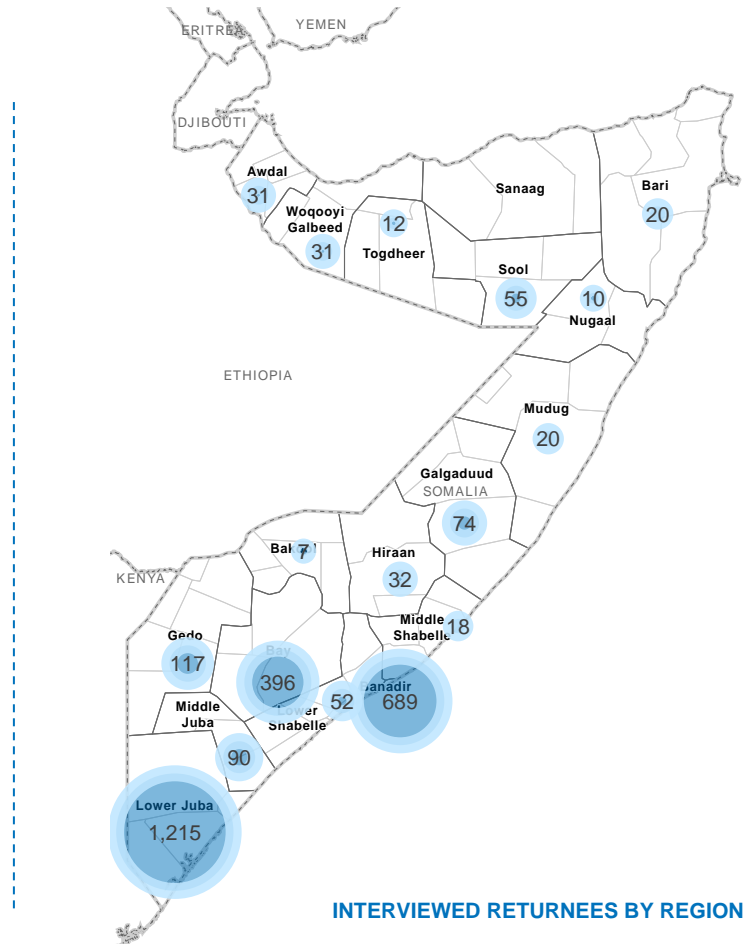 ERITREA
YEMEN
DJIBOUTI
Awdal
31
Woqooyi
Galbeed
31
12
Togdheer
Sanaag
Bari
20
Sool
55
10
Nugaal
ETHIOPIA
Mudug
20
Galgaduud
SOMALIA
74
Bakool
7
Hiraan
32
KENYA
Middle
Shabelle
18
Gedo
117
Bay
396
Banadir
689
52
Lower
Shabelle
Middle
Juba
90
Lower Juba
1,215
INTERVIEWED RETURNEES BY REGION